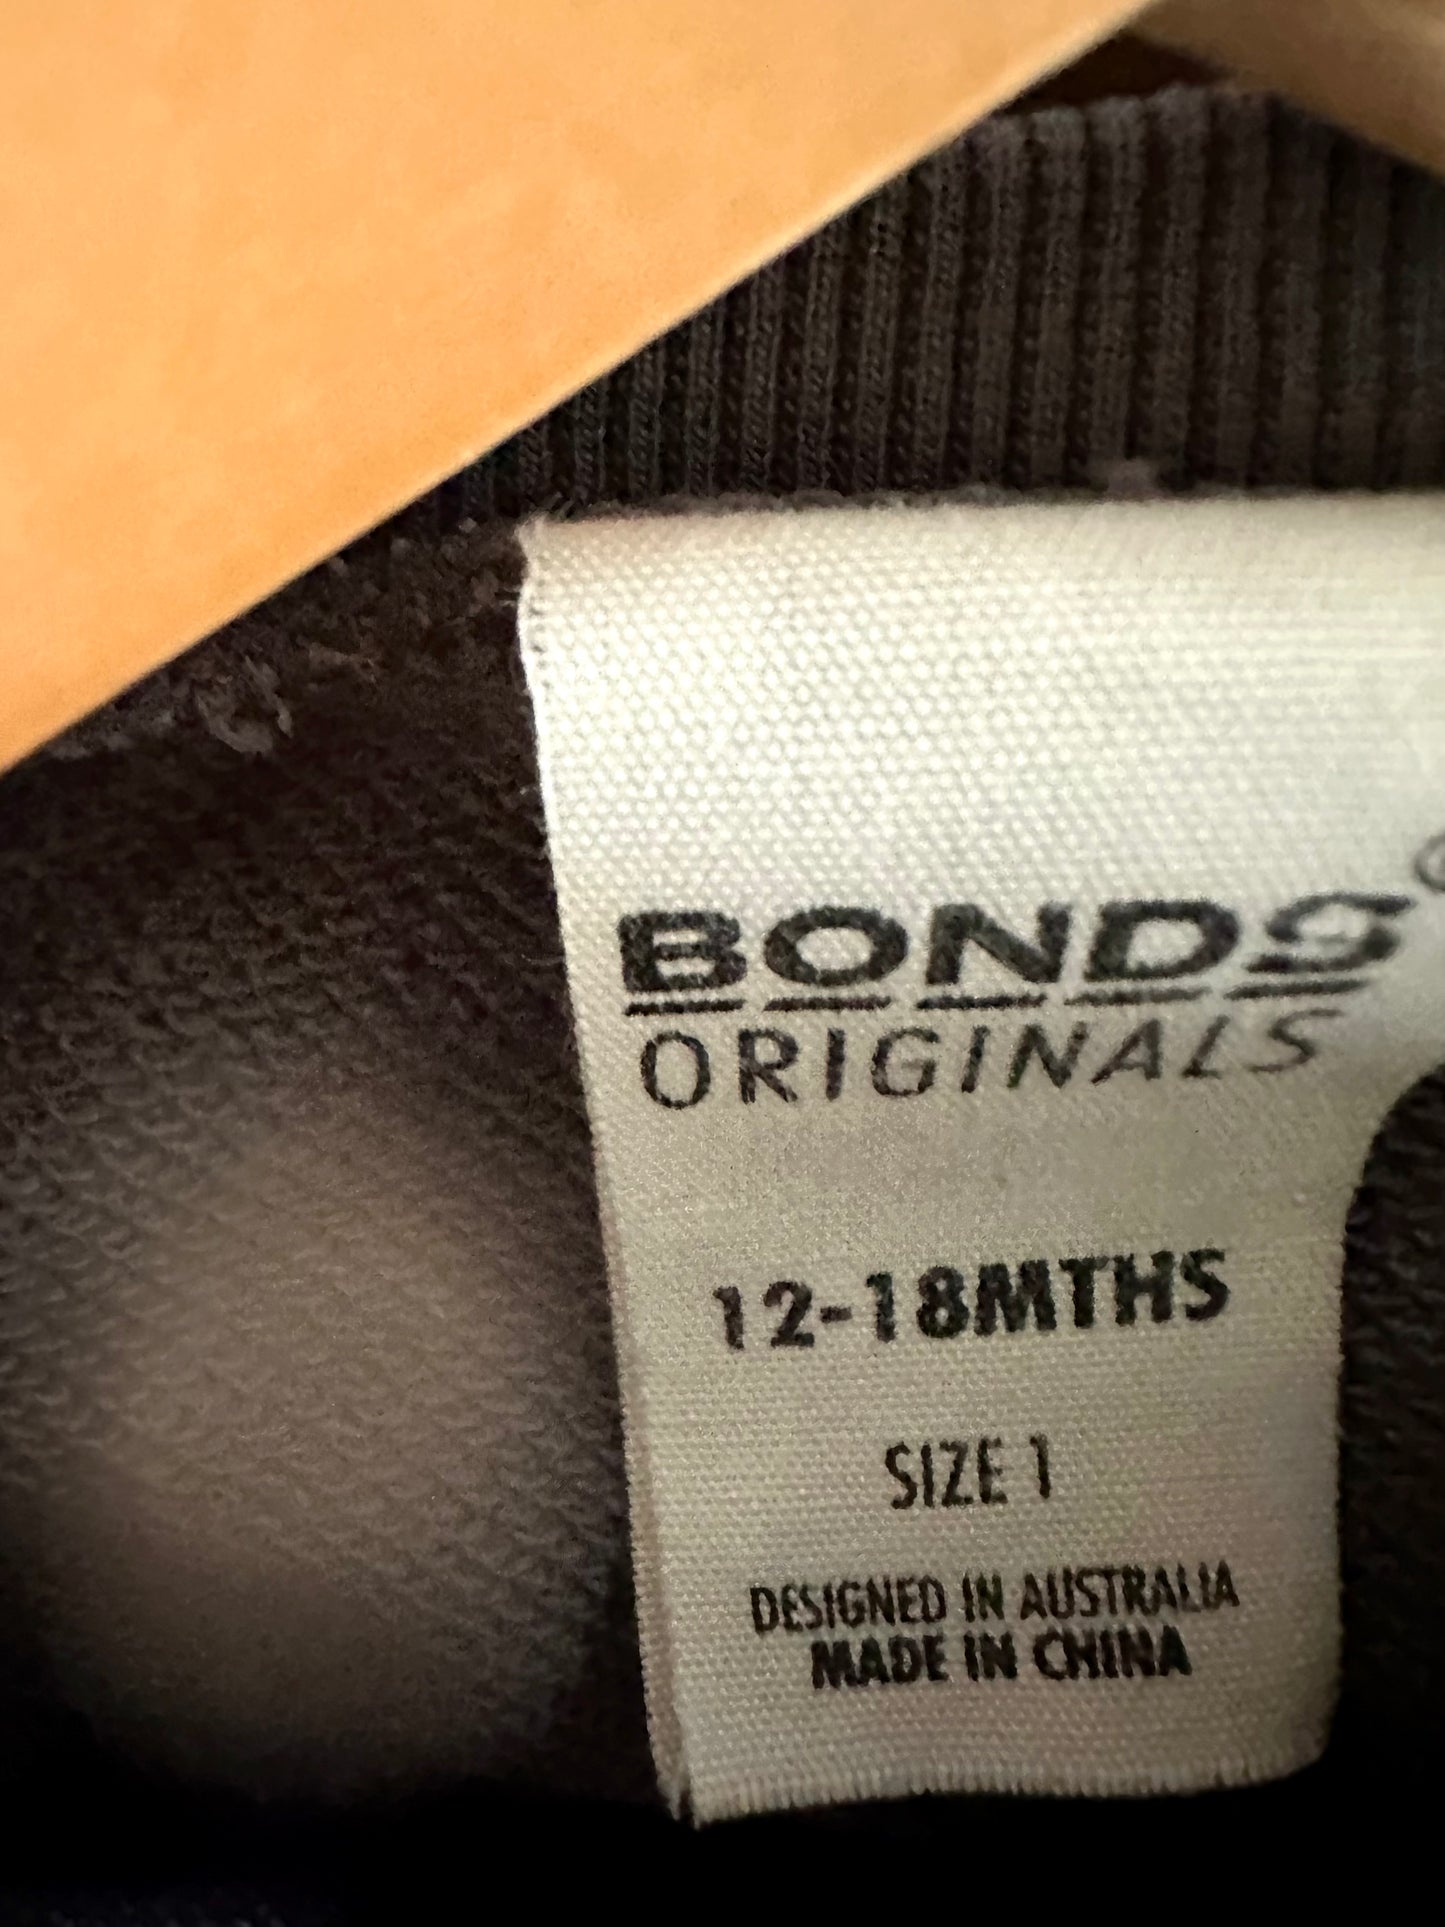 BONDS
ORIGINALS
12-18MTHS
SIZE 1
DESIGNED IN AUSTRALIA
MADE IN CHINA